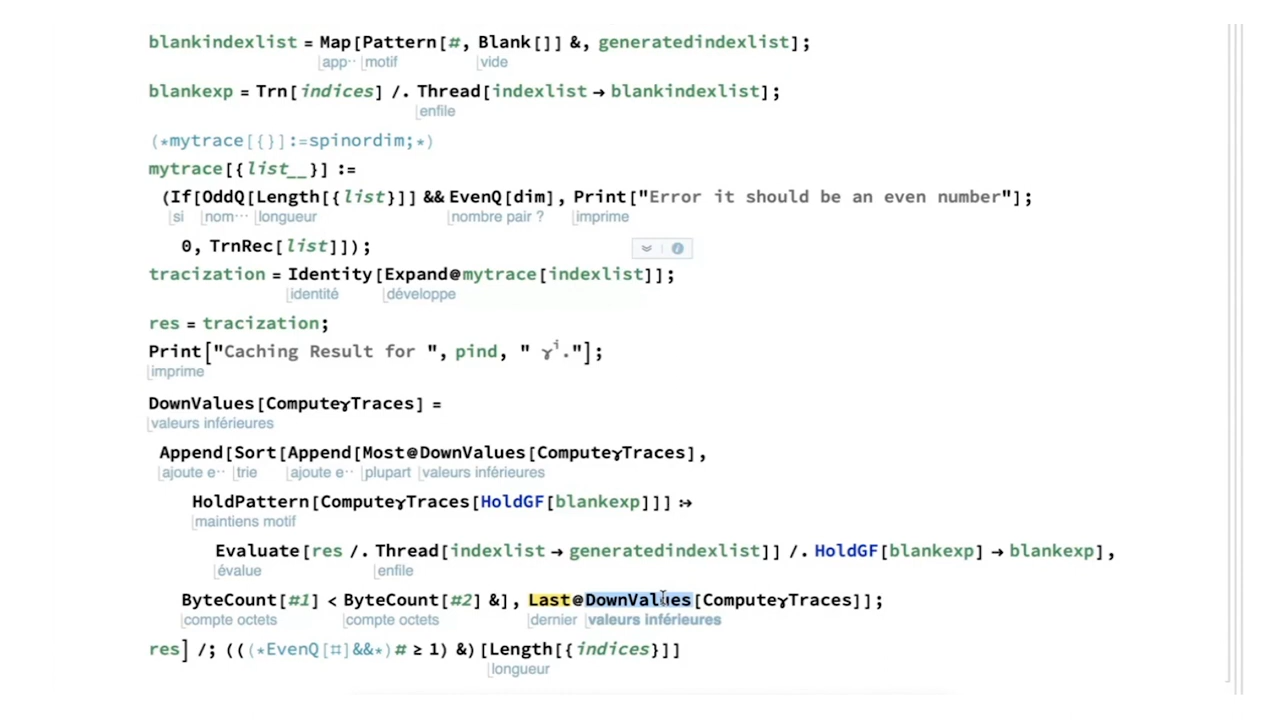 blankindexlist = Map[Pattern[#, Blank[]] &, generatedindexlist];
app·· motif vide
blankexp = Trn[indices] /. Thread[indexlist → blankindexlist];
enfile
(*mytrace[{}]:=spinordim;*)
mytrace[{list__}] :=
(If[OddQ[Length[{list}]] && EvenQ[dim], Print["Error it should be an even number"];
si nom··· longueur nombre pair ? imprime
0, TrnRec[list]]);
tracization = Identity[Expand@mytrace[indexlist]];
identité développe
res = tracization;
Print["Caching Result for ", pind, " ɣⁱ."];
imprime
DownValues[ComputeɣTraces] =
valeurs inférieures
Append[Sort[Append[Most@DownValues[ComputeɣTraces],
ajoute e·· trie ajoute e·· plupart valeurs inférieures
HoldPattern[ComputeɣTraces[HoldGF[blankexp]]] :→
maintiens motif
Evaluate[res /. Thread[indexlist → generatedindexlist]] /. HoldGF[blankexp] → blankexp],
évalue enfile
ByteCount[#1] < ByteCount[#2] &], Last@DownValues[ComputeɣTraces]];
compte octets compte octets dernier valeurs inférieures
res] /; (((*EvenQ[⌗]&&*)# ≥ 1) &)[Length[{indices}]]
longueur